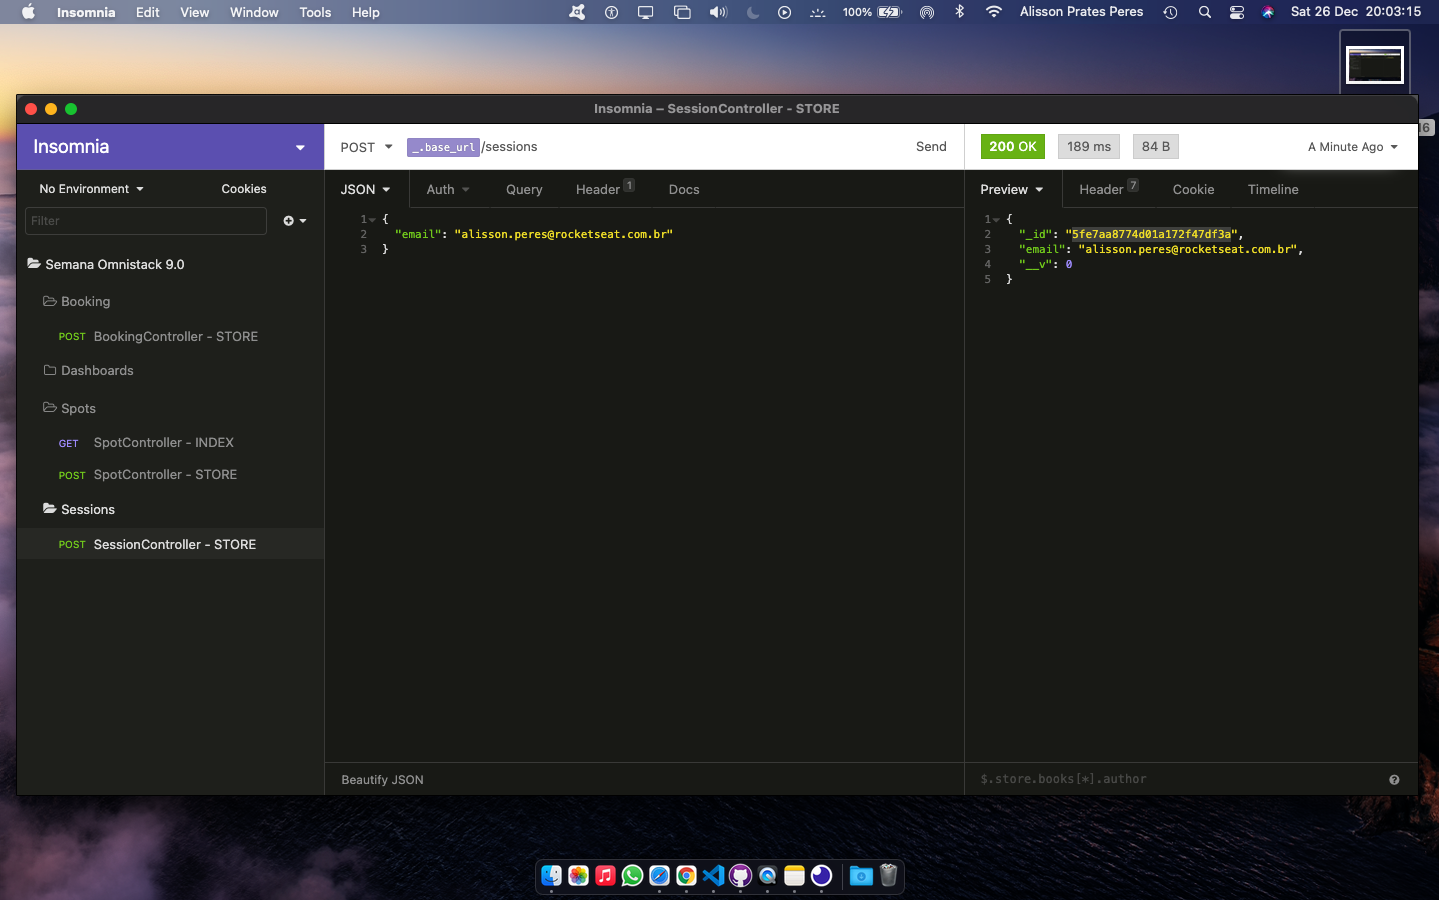 Insomnia Edit View Window Tools Help 100% Alisson Prates Peres Sat 26 Dec 20:03:15
Insomnia – SessionController - STORE
Insomnia
POST _.base_url/sessions Send
200 OK 189 ms 84 B A Minute Ago
No Environment Cookies
JSON Auth Query Header 1 Docs
Preview Header 7 Cookie Timeline
Filter
Semana Omnistack 9.0
Booking
POST BookingController - STORE
Dashboards
Spots
GET SpotController - INDEX
POST SpotController - STORE
Sessions
POST SessionController - STORE
1 {
2 "email": "alisson.peres@rocketseat.com.br"
3 }
Beautify JSON
1 {
2 "_id": "5fe7aa8774d01a172f47df3a",
3 "email": "alisson.peres@rocketseat.com.br",
4 "__v": 0
5 }
$.store.books[*].author